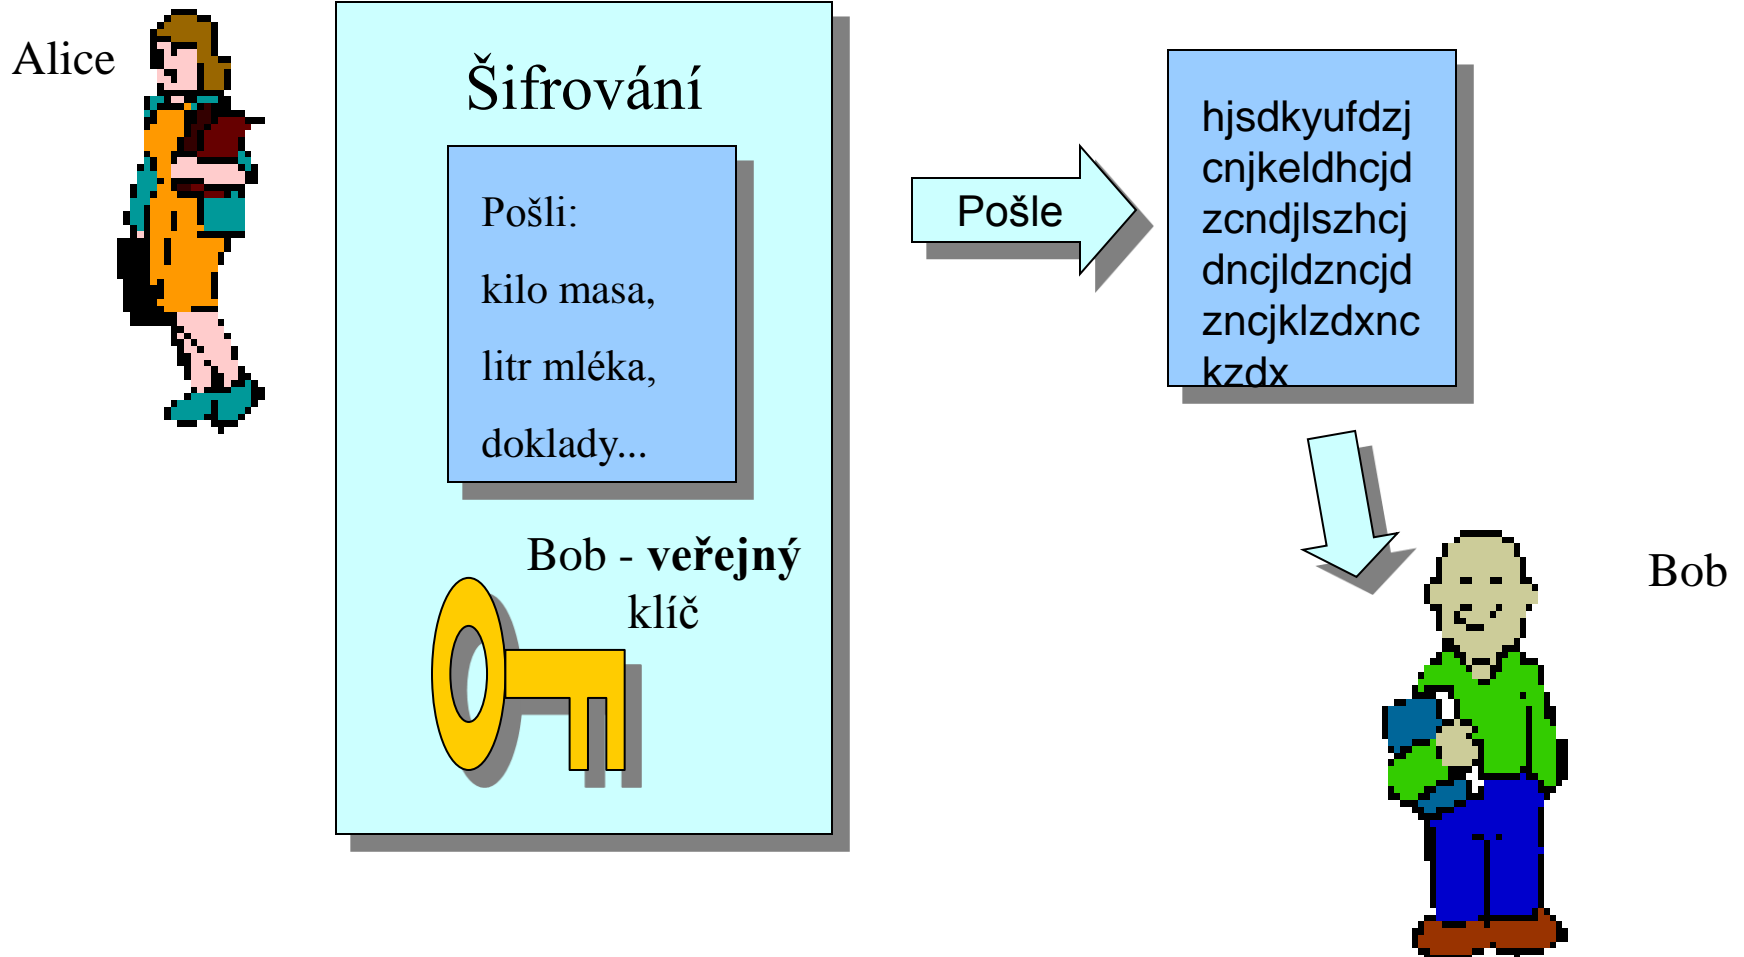 Alice
Šifrování
Pošli:
kilo masa,
litr mléka,
doklady...
Bob - veřejný
klíč
Pošle
hjsdkyufdzj
cnjkeldhcjd
zcndjlszhcj
dncjldzncjd
zncjklzdxnc
kzdx
Bob